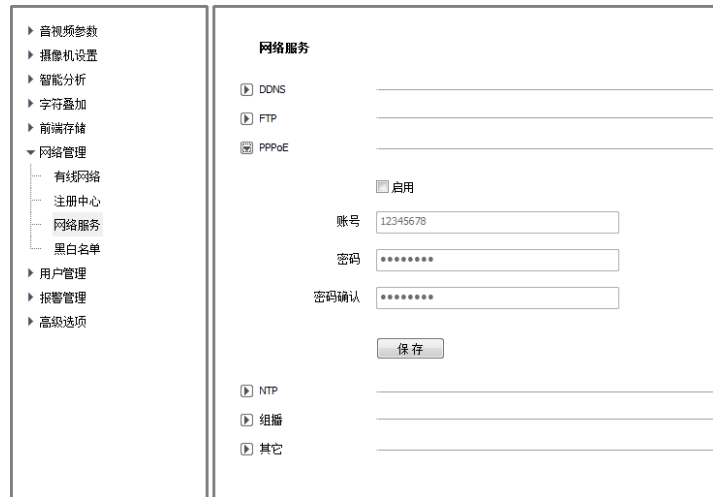 音视频参数
摄像机设置
智能分析
字符叠加
前端存储
网络管理
有线网络
注册中心
网络服务
黑白名单
用户管理
报警管理
高级选项
网络服务
DDNS
FTP
PPPoE
启用
账号 12345678
密码 ••••••••
密码确认 ••••••••
保存
NTP
组播
其它